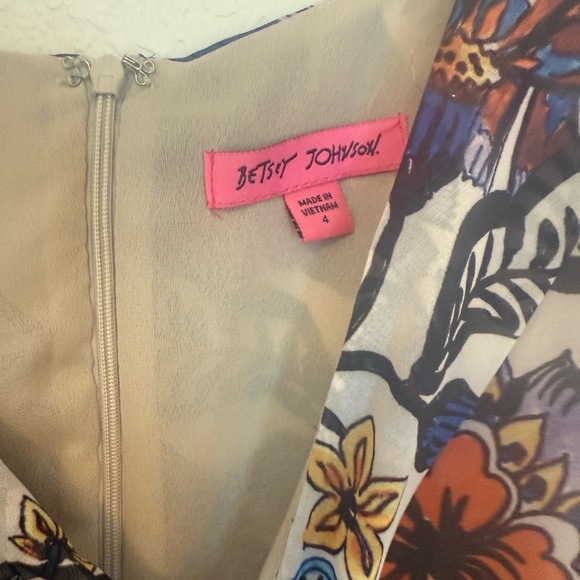 BETSEY JOHNSON.
MADE IN
VIETNAM
4